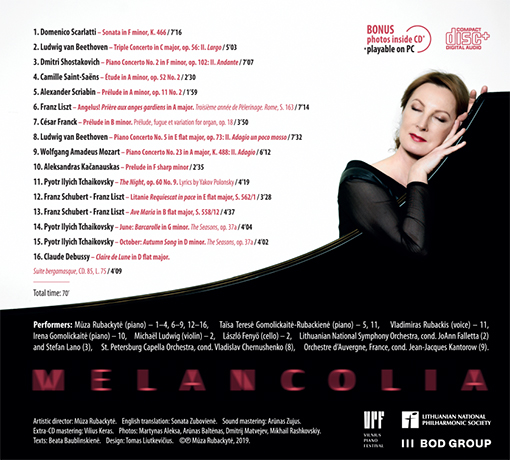 1. Domenico Scarlatti – Sonata in F minor, K. 466 / 7'16
2. Ludwig van Beethoven – Triple Concerto in C major, op. 56: II. Largo / 5'03
3. Dmitri Shostakovich – Piano Concerto No. 2 in F minor, op. 102: II. Andante / 7'07
4. Camille Saint-Saëns – Étude in A minor, op. 52 No. 2 / 2'30
5. Alexander Scriabin – Prélude in A minor, op. 11 No. 2 / 1'59
6. Franz Liszt – Angelus! Prière aux anges gardiens in A major. Troisième année de Pèlerinage. Rome, S. 163 / 7'14
7. César Franck – Prélude in B minor. Prélude, fugue et variation for organ, op. 18 / 3'50
8. Ludwig van Beethoven – Piano Concerto No. 5 in E flat major, op. 73: II. Adagio un poco mosso / 7'32
9. Wolfgang Amadeus Mozart – Piano Concerto No. 23 in A major, K. 488: II. Adagio / 6'12
10. Aleksandras Kačanauskas – Prelude in F sharp minor / 2'35
11. Pyotr Ilyich Tchaikovsky – The Night, op. 60 No. 9. Lyrics by Yakov Polonsky / 4'19
12. Franz Schubert - Franz Liszt – Litanie Requiescat in pace in E flat major, S. 562/1 / 3'28
13. Franz Schubert - Franz Liszt – Ave Maria in B flat major, S. 558/12 / 4'37
14. Pyotr Ilyich Tchaikovsky – June: Barcarolle in G minor. The Seasons, op. 37a / 4'04
15. Pyotr Ilyich Tchaikovsky – October: Autumn Song in D minor. The Seasons, op. 37a / 4'02
16. Claude Debussy – Claire de Lune in D flat major.
Suite bergamasque, CD. 85, L. 75 / 4'09
Total time: 70'
BONUS
photos inside CD*
* playable on PC
COMPACT
disc+
DIGITAL AUDIO
Performers: Mūza Rubackytė (piano) – 1–4, 6–9, 12–16, Taïsa Teresė Gomolickaitė-Rubackienė (piano) – 5, 11, Vladimiras Rubackis (voice) – 11,
Irena Gomolickaitė (piano) – 10, Michaël Ludwig (violin) – 2, László Fenyő (cello) – 2, Lithuanian National Symphony Orchestra, cond. JoAnn Falletta (2)
and Stefan Lano (3), St. Petersburg Capella Orchestra, cond. Vladislav Chernushenko (8), Orchestre d'Auvergne, France, cond. Jean-Jacques Kantorow (9).
MELANCOLIA
Artistic director: Mūza Rubackytė. English translation: Sonata Zubovienė. Sound mastering: Arūnas Zujus.
Extra-CD mastering: Vilius Keras. Photos: Martynas Aleksa, Arūnas Baltėnas, Dmitrij Matvejev, Mikhail Rashkovskiy.
Texts: Beata Baublinskienė. Design: Tomas Liutkevičius. ©℗ Mūza Rubackytė, 2019.
VPF
VILNIUS
PIANO
FESTIVAL
LITHUANIAN NATIONAL
PHILHARMONIC SOCIETY
BOD GROUP